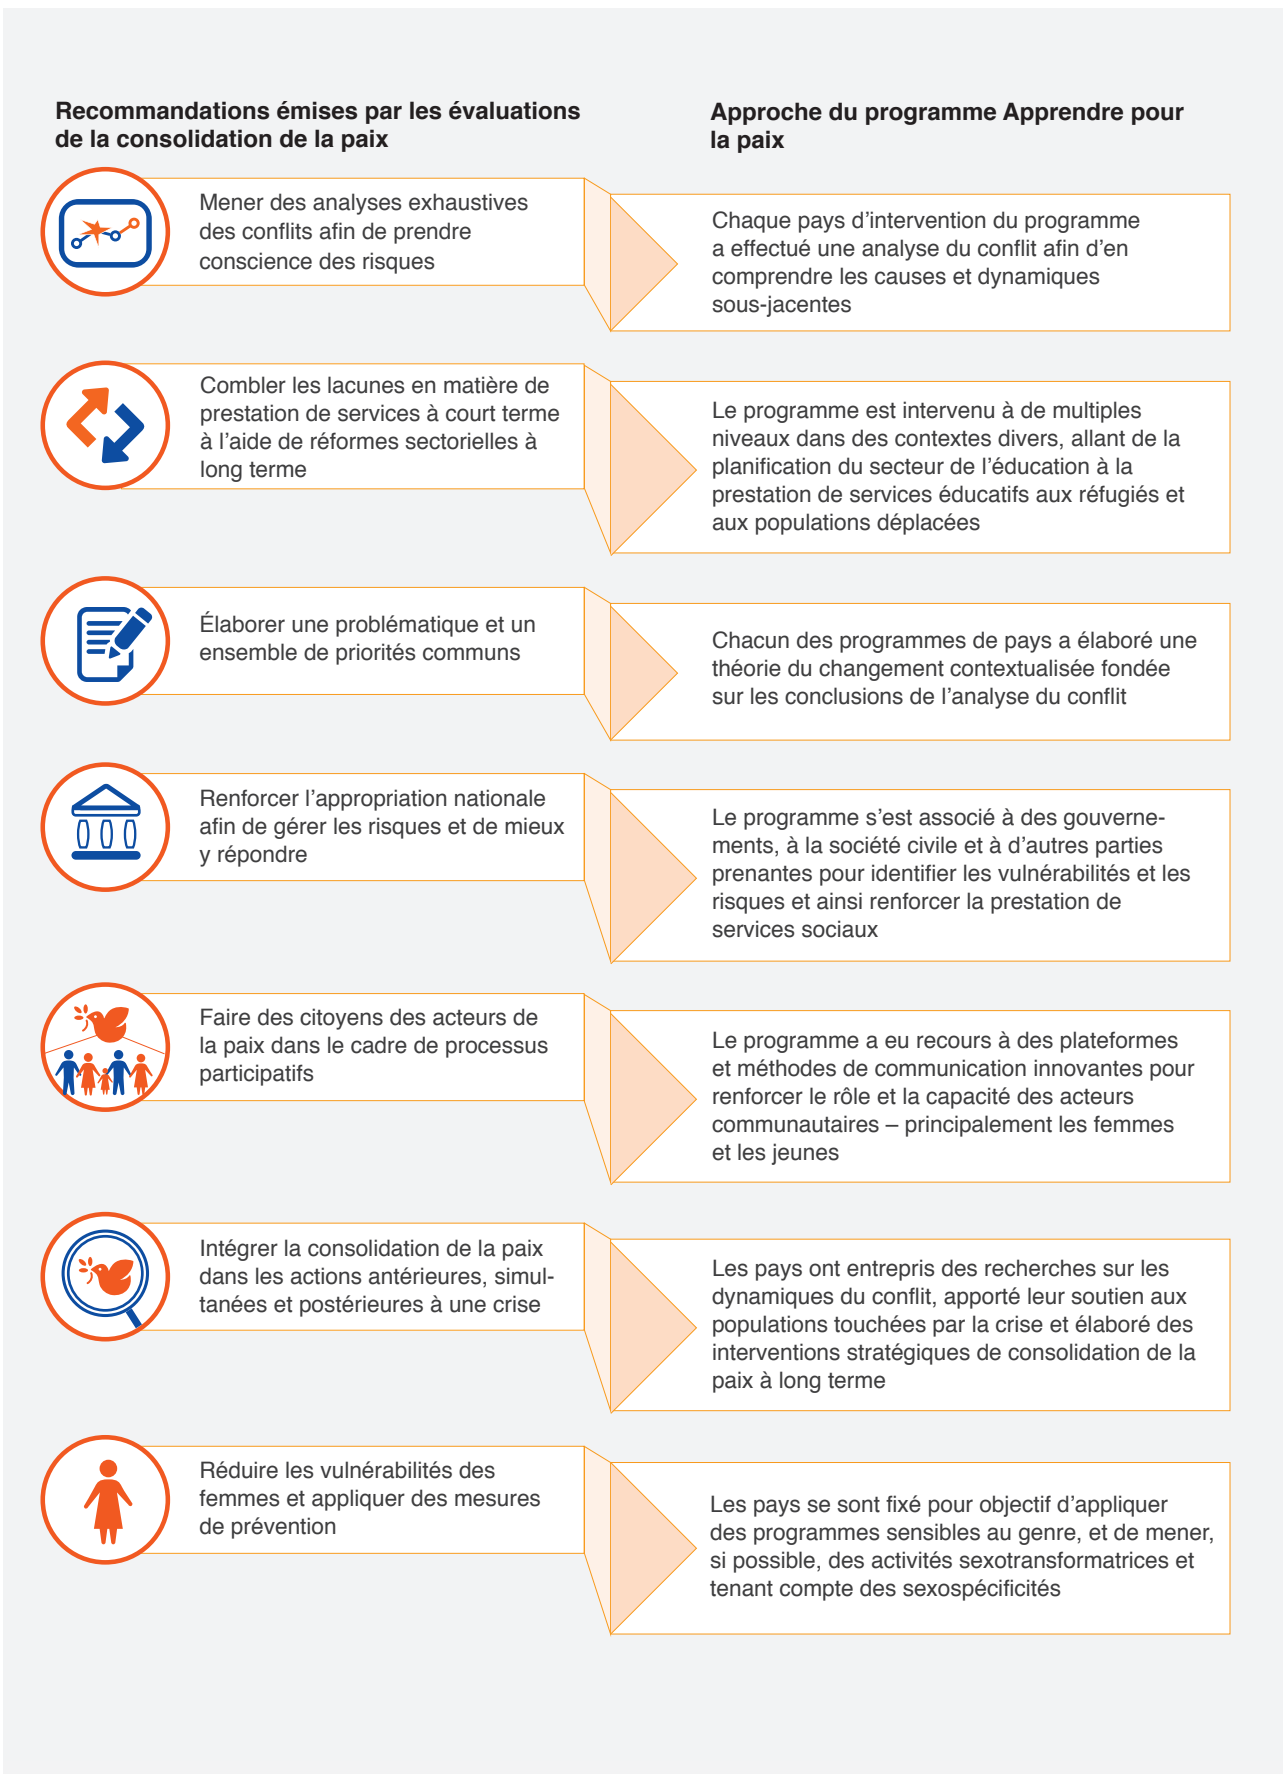 Recommandations émises par les évaluations
de la consolidation de la paix
Approche du programme Apprendre pour
la paix
Mener des analyses exhaustives
des conflits afin de prendre
conscience des risques
Chaque pays d’intervention du programme
a effectué une analyse du conflit afin d’en
comprendre les causes et dynamiques
sous-jacentes
Combler les lacunes en matière de
prestation de services à court terme
à l’aide de réformes sectorielles à
long terme
Le programme est intervenu à de multiples
niveaux dans des contextes divers, allant de la
planification du secteur de l’éducation à la
prestation de services éducatifs aux réfugiés et
aux populations déplacées
Élaborer une problématique et un
ensemble de priorités communs
Chacun des programmes de pays a élaboré une
théorie du changement contextualisée fondée
sur les conclusions de l’analyse du conflit
Renforcer l’appropriation nationale
afin de gérer les risques et de mieux
y répondre
Le programme s’est associé à des gouverne-
ments, à la société civile et à d’autres parties
prenantes pour identifier les vulnérabilités et les
risques et ainsi renforcer la prestation de
services sociaux
Faire des citoyens des acteurs de
la paix dans le cadre de processus
participatifs
Le programme a eu recours à des plateformes
et méthodes de communication innovantes pour
renforcer le rôle et la capacité des acteurs
communautaires – principalement les femmes
et les jeunes
Intégrer la consolidation de la paix
dans les actions antérieures, simul-
tanées et postérieures à une crise
Les pays ont entrepris des recherches sur les
dynamiques du conflit, apporté leur soutien aux
populations touchées par la crise et élaboré des
interventions stratégiques de consolidation de la
paix à long terme
Réduire les vulnérabilités des
femmes et appliquer des mesures
de prévention
Les pays se sont fixé pour objectif d’appliquer
des programmes sensibles au genre, et de mener,
si possible, des activités sexotransformatrices et
tenant compte des sexospécificités